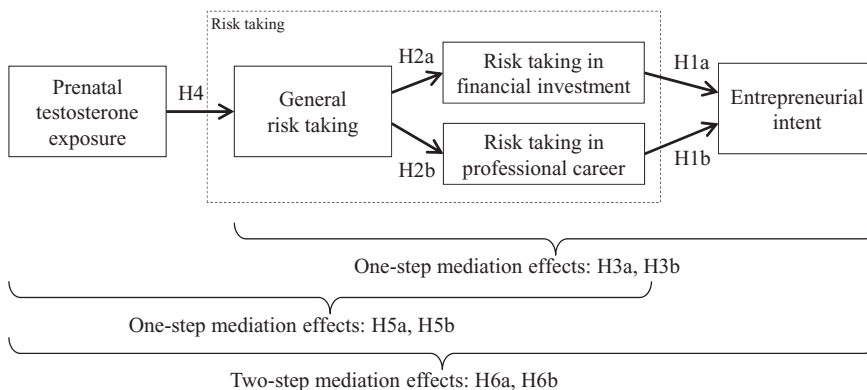 Risk taking
Prenatal
testosterone
exposure
H4
General
risk taking
H2a
H2b
Risk taking in
financial investment
Risk taking in
professional career
H1a
H1b
Entrepreneurial
intent
One-step mediation effects: H3a, H3b
One-step mediation effects: H5a, H5b
Two-step mediation effects: H6a, H6b